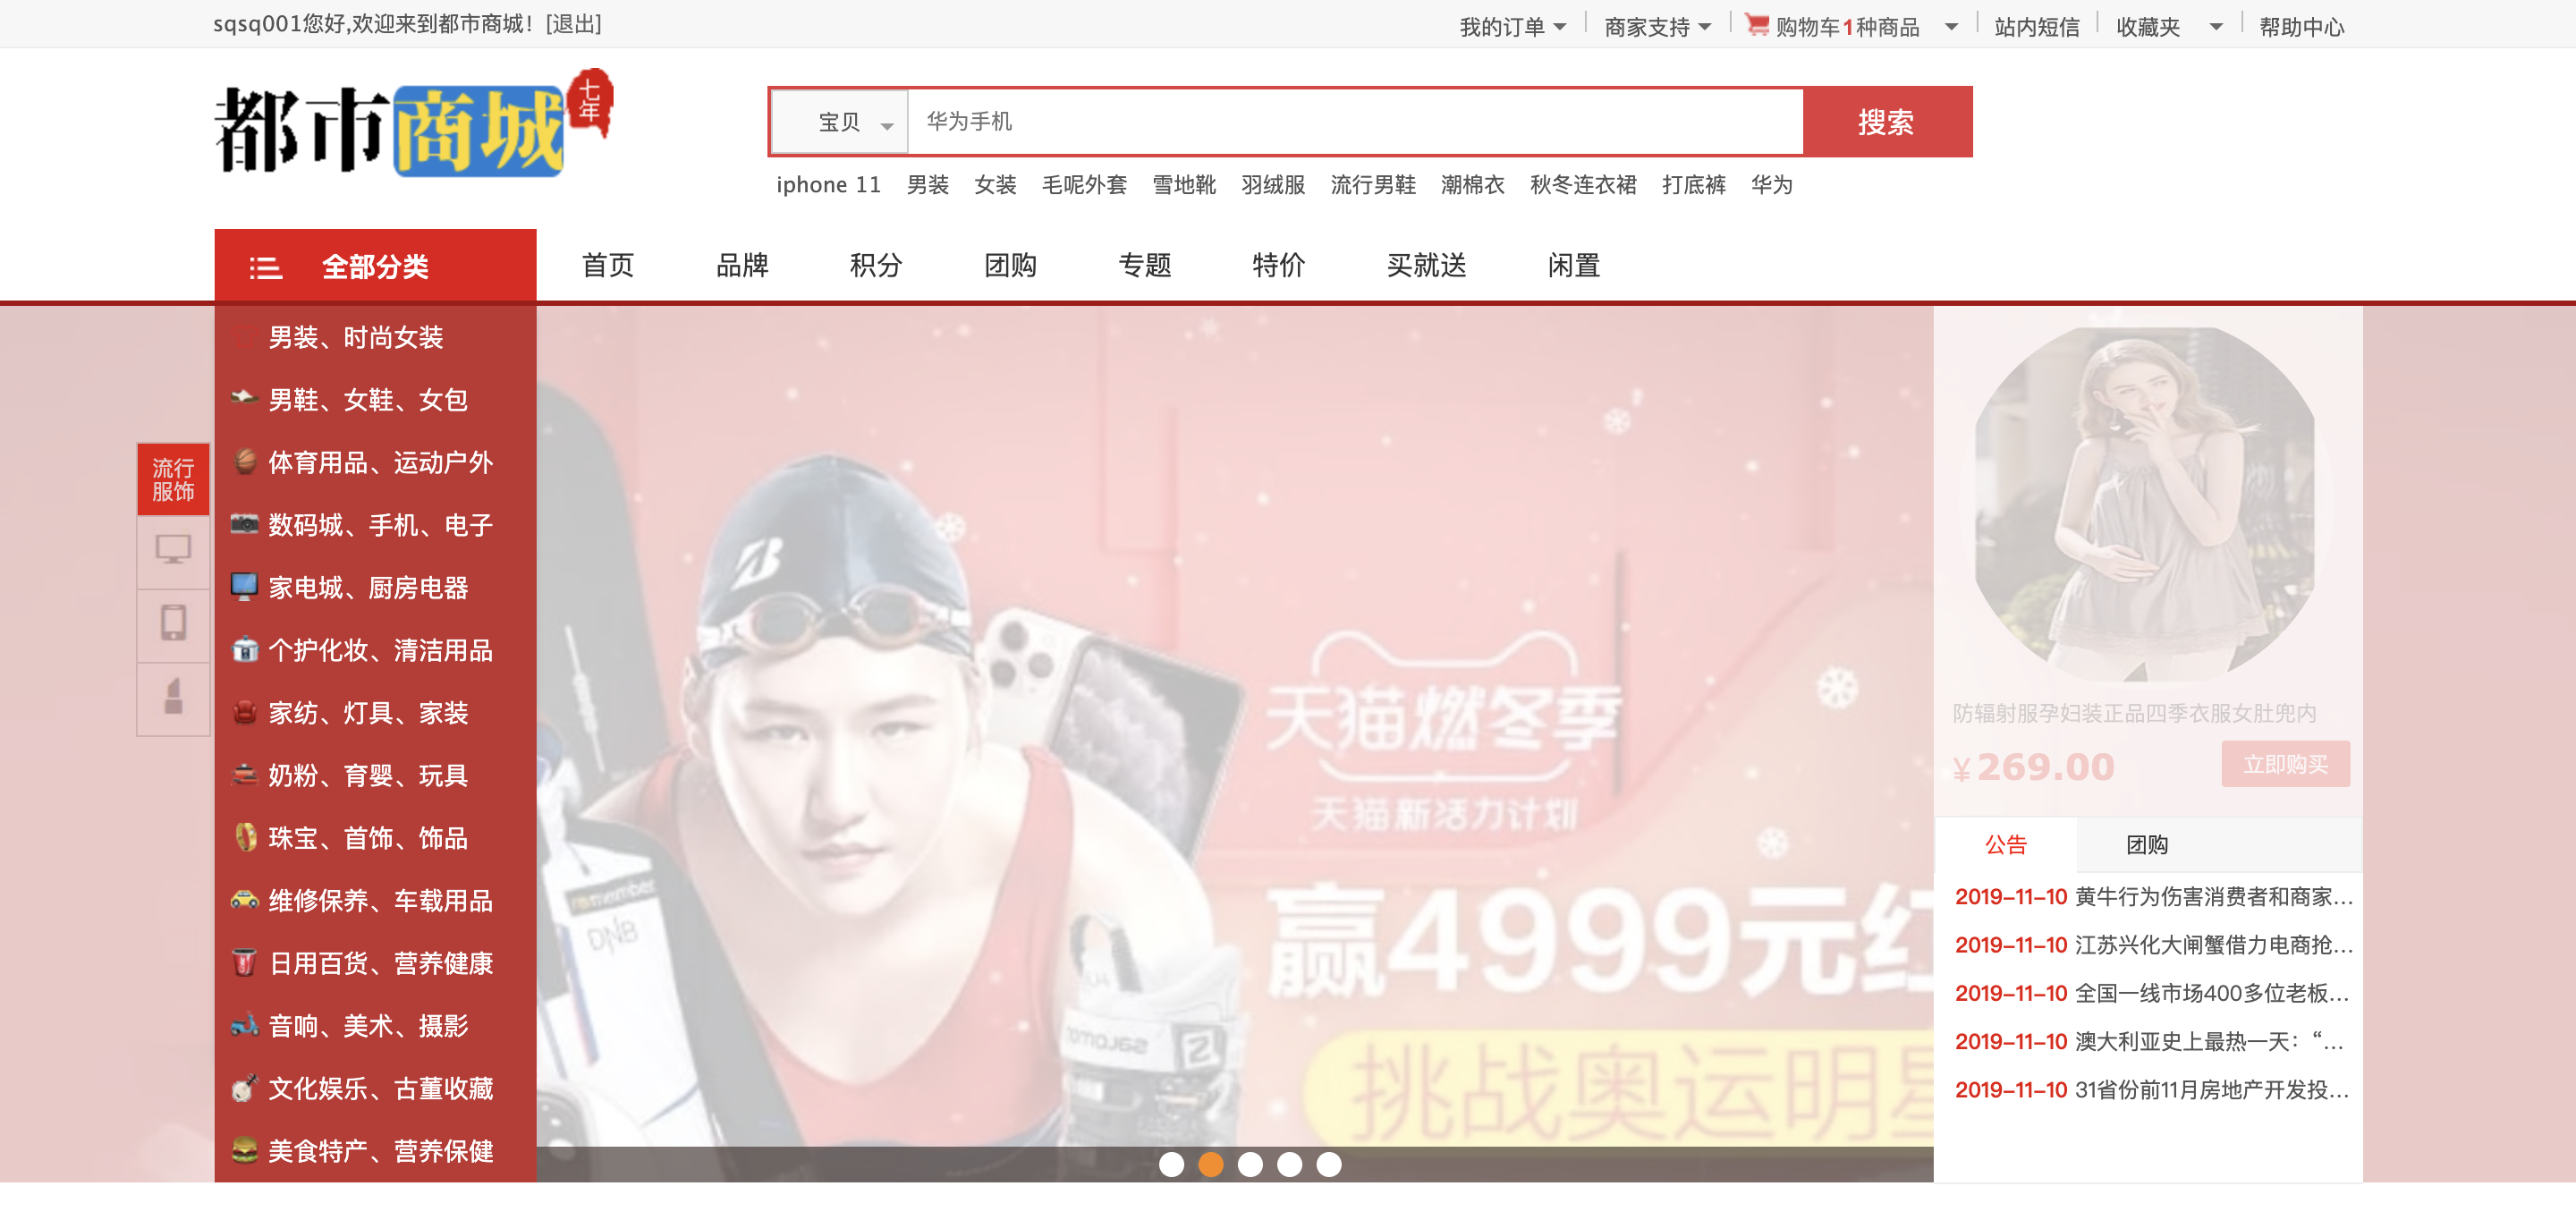 sqsq001您好,欢迎来到都市商城！[退出]
我的订单 商家支持 购物车1种商品 站内短信 收藏夹 帮助中心
都市商城
七年
宝贝 华为手机 搜索
iphone 11 男装 女装 毛呢外套 雪地靴 羽绒服 流行男鞋 潮棉衣 秋冬连衣裙 打底裤 华为
全部分类 首页 品牌 积分 团购 专题 特价 买就送 闲置
男装、时尚女装
男鞋、女鞋、女包
体育用品、运动户外
数码城、手机、电子
家电城、厨房电器
个护化妆、清洁用品
家纺、灯具、家装
奶粉、育婴、玩具
珠宝、首饰、饰品
维修保养、车载用品
日用百货、营养健康
音响、美术、摄影
文化娱乐、古董收藏
美食特产、营养保健
流行
服饰
天猫燃冬季
天猫新活力计划
赢4999元红
挑战奥运明星
remember
DNB
SALOMON
防辐射服孕妇装正品四季衣服女肚兜内
¥269.00 立即购买
公告 团购
2019-11-10 黄牛行为伤害消费者和商家...
2019-11-10 江苏兴化大闸蟹借力电商抢...
2019-11-10 全国一线市场400多位老板...
2019-11-10 澳大利亚史上最热一天：“...
2019-11-10 31省份前11月房地产开发投...